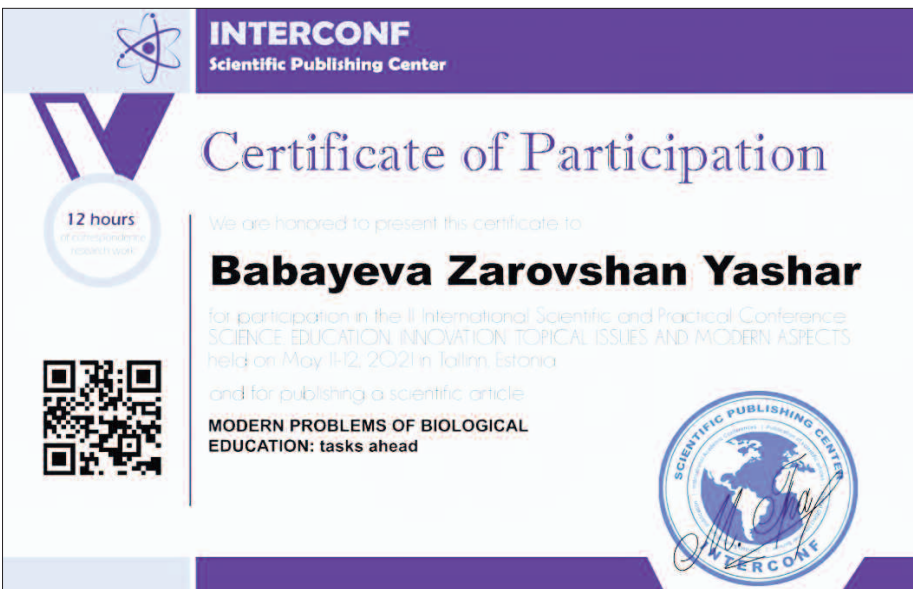 INTERCONF
Scientific Publishing Center
Certificate of Participation
12 hours
of correspondence
research work
We are honored to present this certificate to
Babayeva Zarovshan Yashar
for participation in the II International Scientific and Practical Conference
SCIENCE EDUCATION INNOVATION TOPICAL ISSUES AND MODERN ASPECTS
held on May 11-12, 2021 in Tallinn, Estonia
and for publishing a scientific article
MODERN PROBLEMS OF BIOLOGICAL
EDUCATION: tasks ahead
SCIENTIFIC PUBLISHING CENTER
INTERCONF